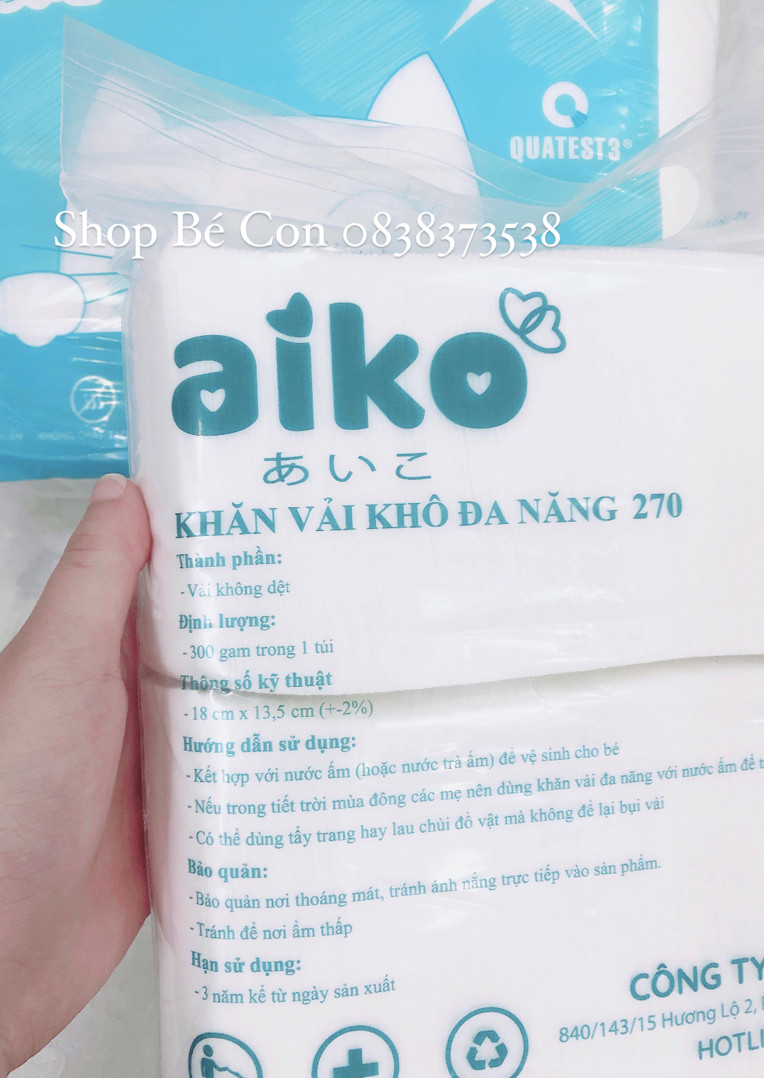 QUATEST3®
Shop Bé Con 0838373538
aiko
あいこ
KHĂN VẢI KHÔ ĐA NĂNG 270
Thành phần:
- Vải không dệt
Định lượng:
- 300 gam trong 1 túi
Thông số kỹ thuật
- 18 cm x 13,5 cm (+-2%)
Hướng dẫn sử dụng:
- Kết hợp với nước ấm (hoặc nước trà ấm) để vệ sinh cho bé
- Nếu trong tiết trời mùa đông các mẹ nên dùng khăn vải đa năng với nước ấm để
- Có thể dùng tẩy trang hay lau chùi đồ vật mà không để lại bụi vải
Bảo quản:
- Bảo quản nơi thoáng mát, tránh ánh nắng trực tiếp vào sản phẩm.
- Tránh để nơi ẩm thấp
Hạn sử dụng:
- 3 năm kể từ ngày sản xuất
CÔNG TY
840/143/15 Hương Lộ 2,
HOTLI